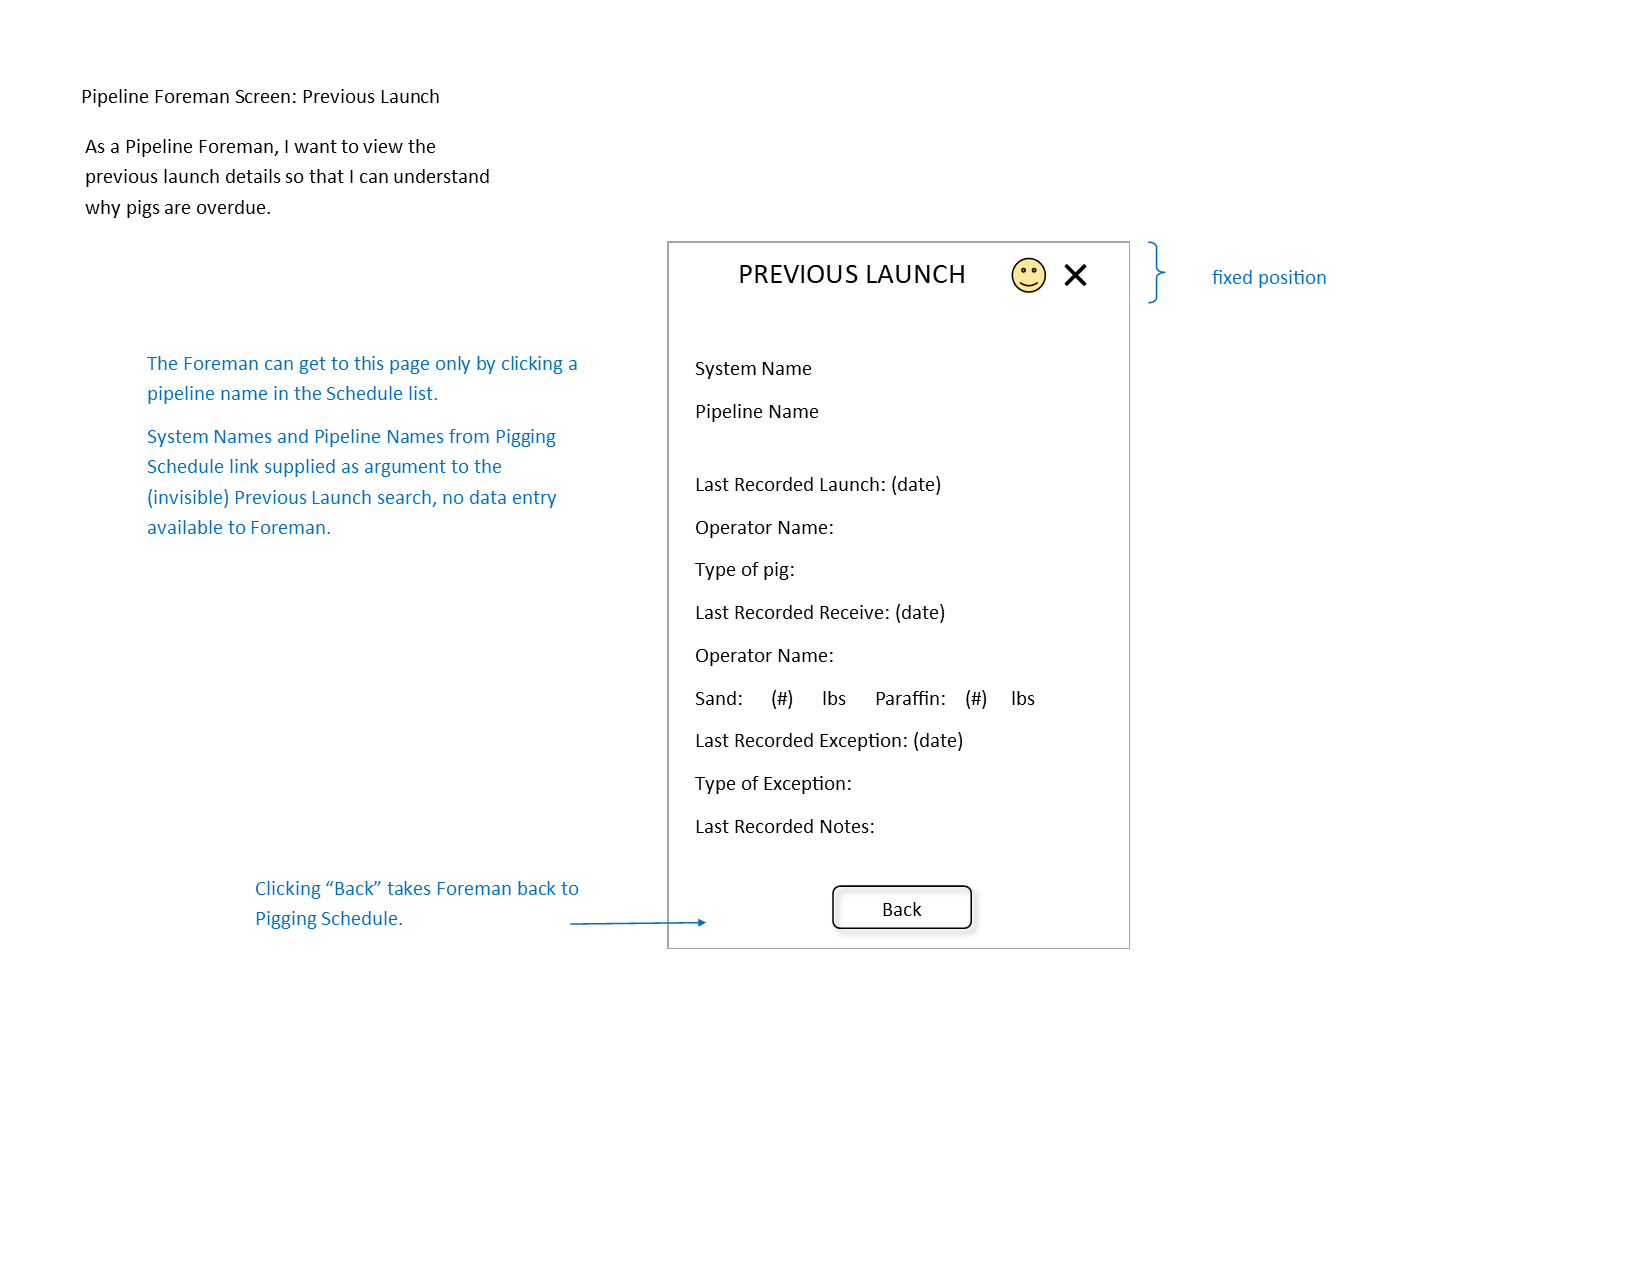 Pipeline Foreman Screen: Previous Launch
As a Pipeline Foreman, I want to view the
previous launch details so that I can understand
why pigs are overdue.
PREVIOUS LAUNCH
fixed position
The Foreman can get to this page only by clicking a
pipeline name in the Schedule list.
System Names and Pipeline Names from Pigging
Schedule link supplied as argument to the
(invisible) Previous Launch search, no data entry
available to Foreman.
System Name
Pipeline Name
Last Recorded Launch: (date)
Operator Name:
Type of pig:
Last Recorded Receive: (date)
Operator Name:
Sand: (#) lbs Paraffin: (#) lbs
Last Recorded Exception: (date)
Type of Exception:
Last Recorded Notes:
Clicking “Back” takes Foreman back to
Pigging Schedule.
Back